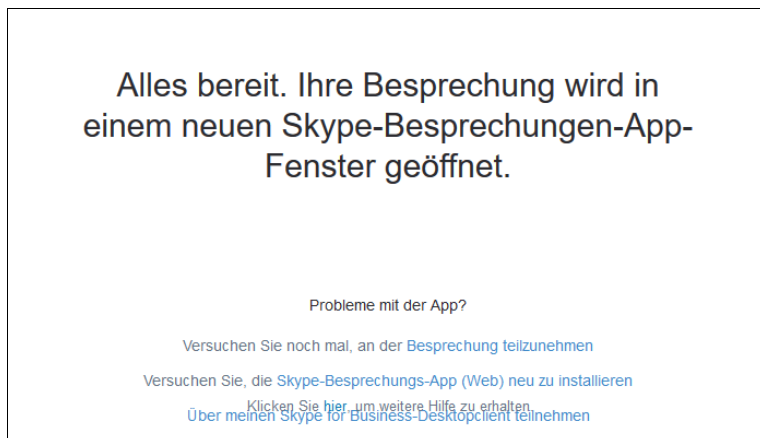 Alles bereit. Ihre Besprechung wird in
einem neuen Skype-Besprechungen-App-
Fenster geöffnet.
Probleme mit der App?
Versuchen Sie noch mal, an der Besprechung teilzunehmen
Versuchen Sie, die Skype-Besprechungs-App (Web) neu zu installieren
Klicken Sie hier, um weitere Hilfe zu erhalten
Über meinen Skype for Business-Desktopclient teilnehmen